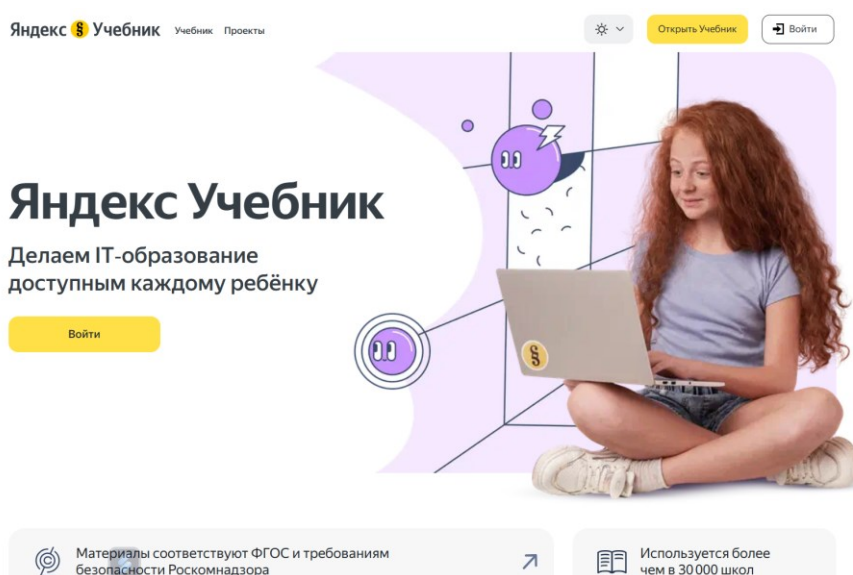 Яндекс § Учебник Учебник Проекты Открыть Учебник Войти
Яндекс Учебник
Делаем IT-образование
доступным каждому ребёнку
Войти
§
© Материалы соответствуют ФГОС и требованиям
безопасности Роскомнадзора
Используется более
чем в 30 000 школ